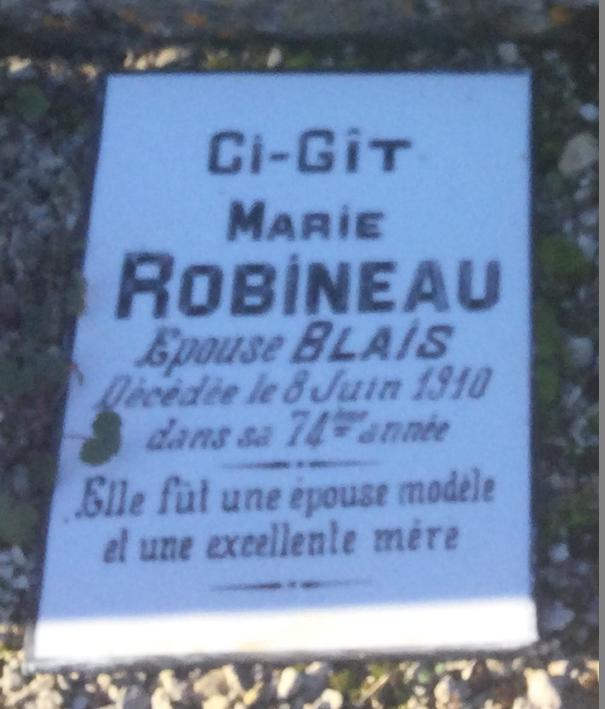 Ci-Gît
Marie
ROBiNEAU
Epouse BLAiS
Décédée le 8 Juin 1910
dans sa 74ème année
Elle fût une épouse modèle
et une excellente mère